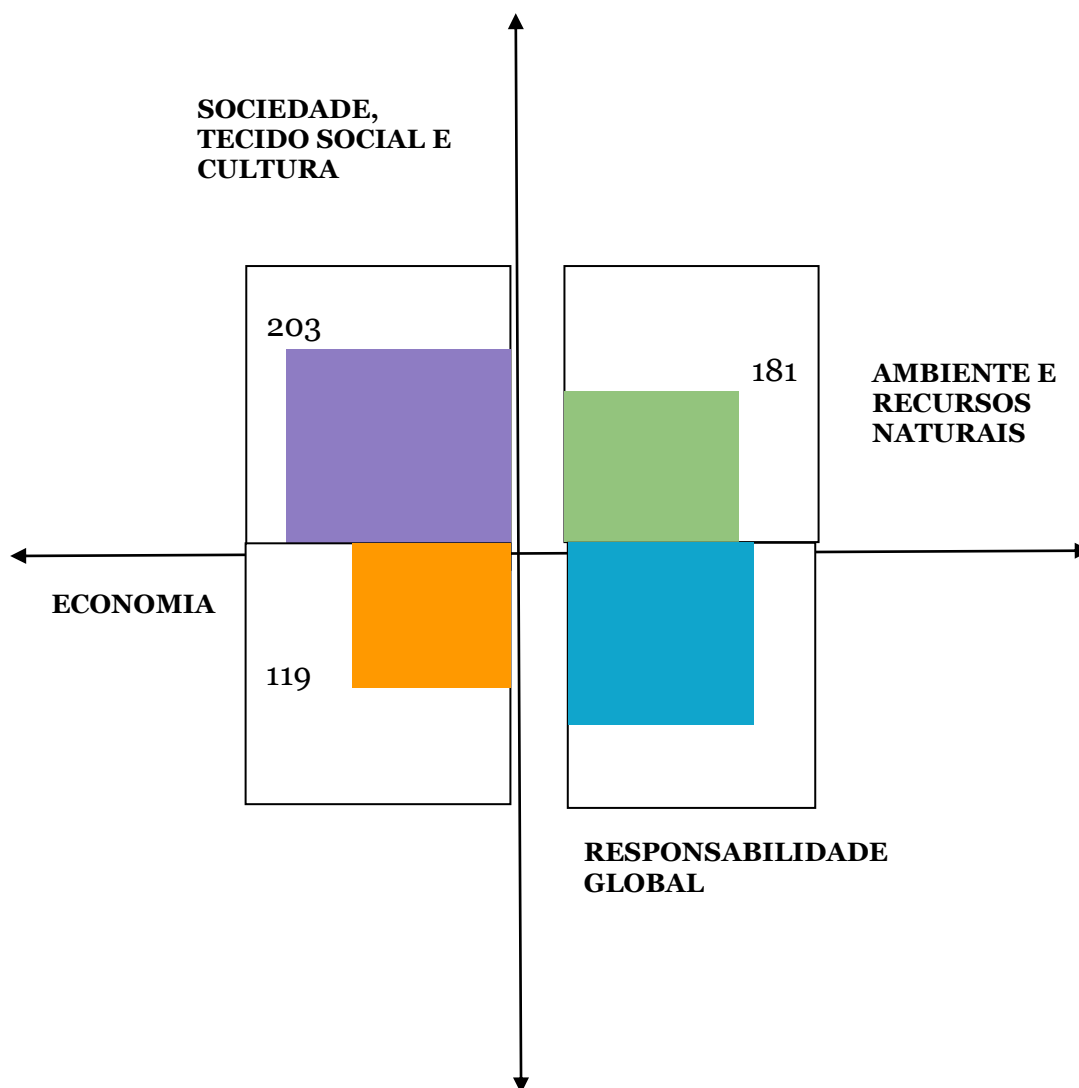 SOCIEDADE,
TECIDO SOCIAL E
CULTURA
203
181
AMBIENTE E
RECURSOS
NATURAIS
ECONOMIA
119
RESPONSABILIDADE
GLOBAL